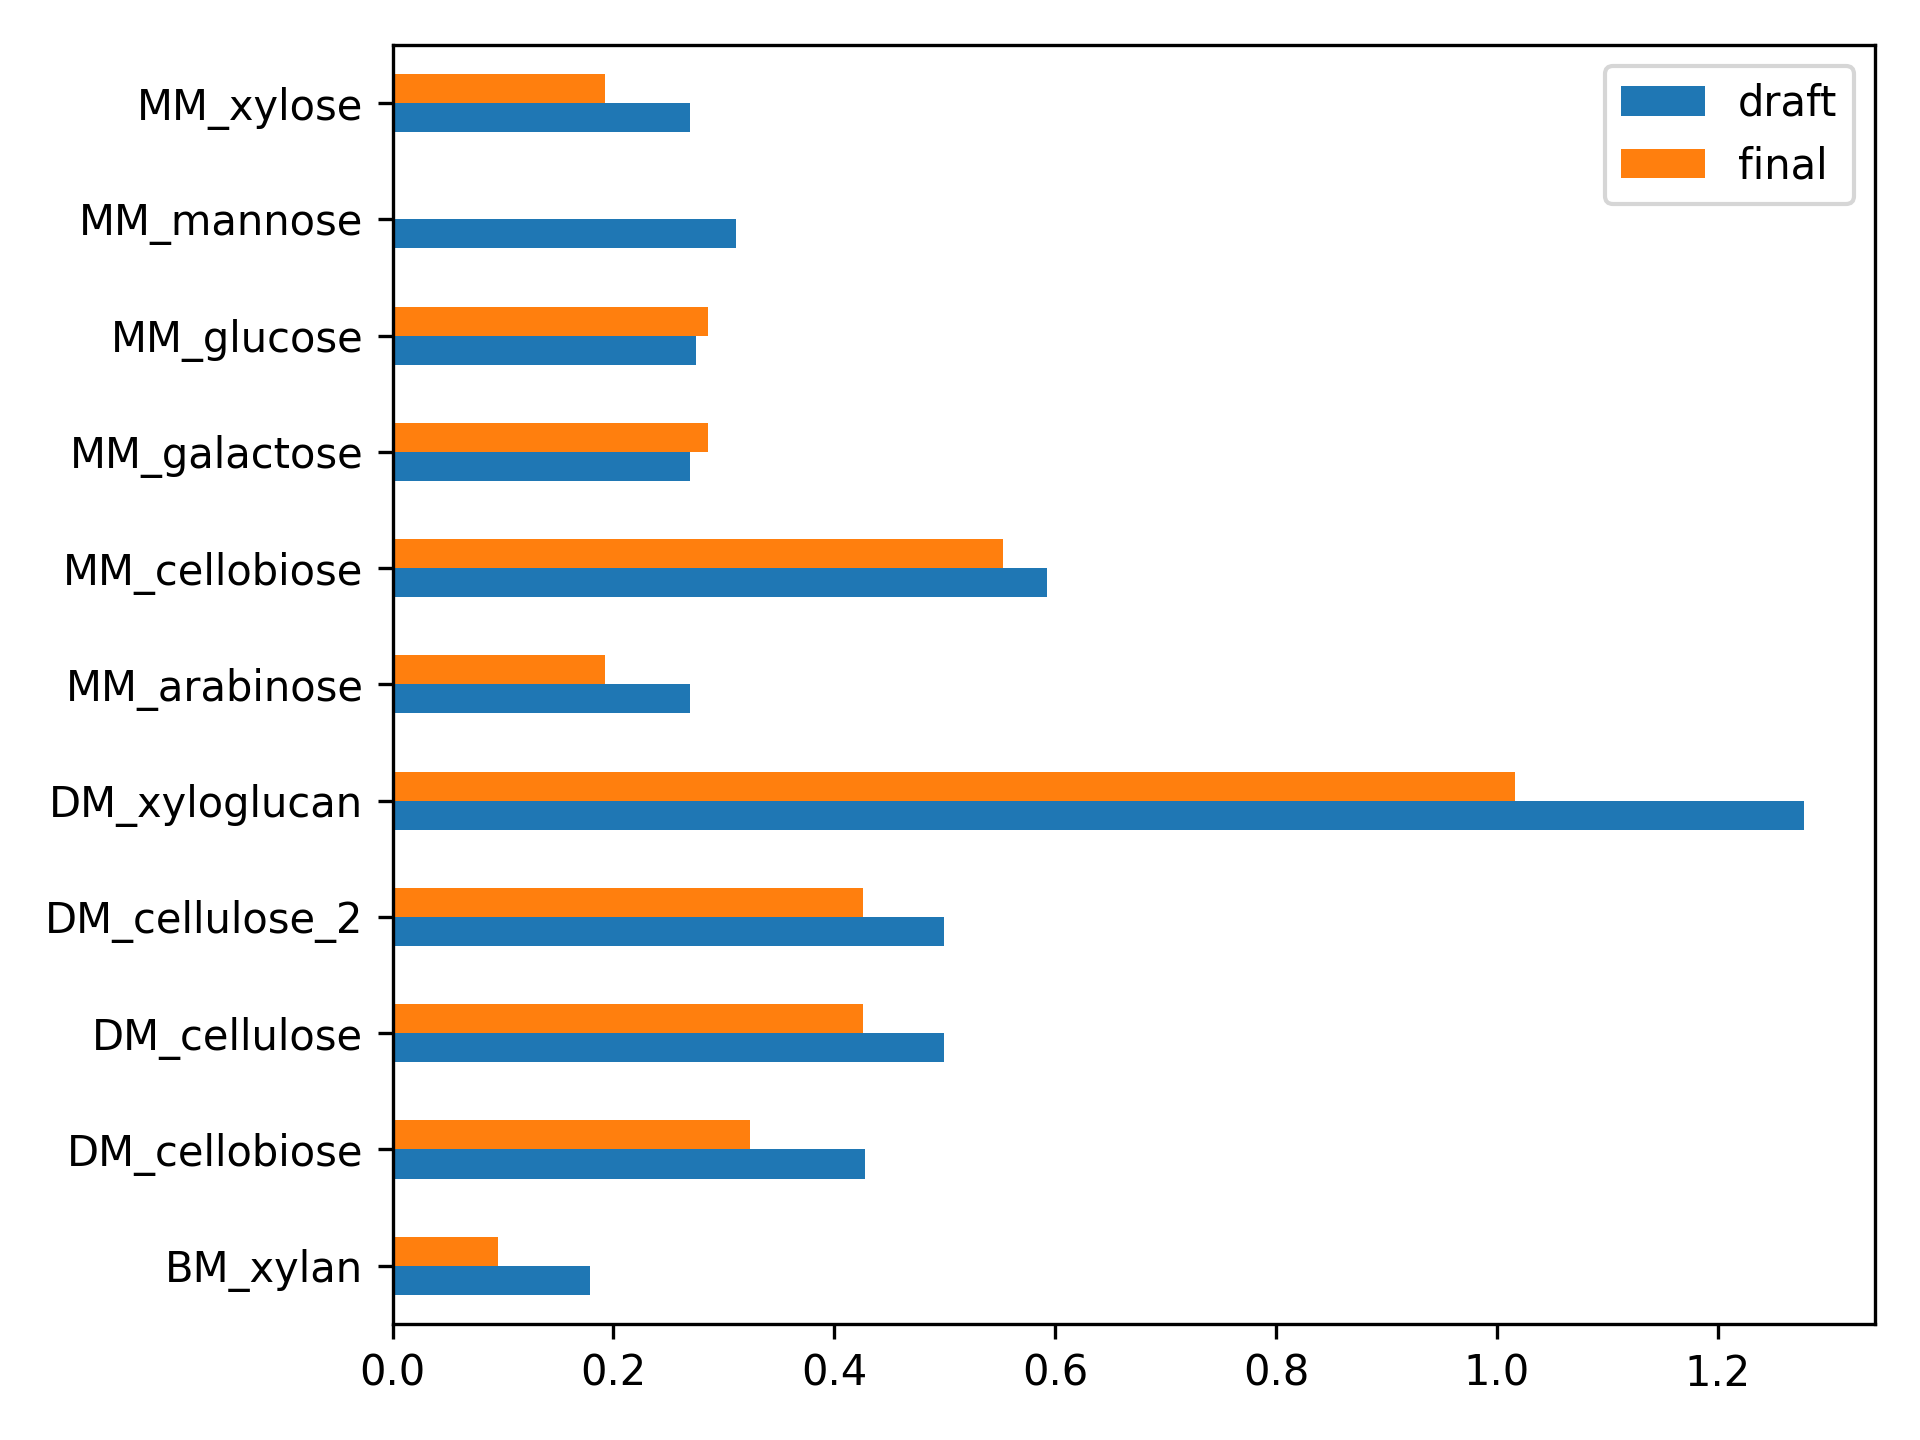 draft
final
MM_xylose
MM_mannose
MM_glucose
MM_galactose
MM_cellobiose
MM_arabinose
DM_xyloglucan
DM_cellulose_2
DM_cellulose
DM_cellobiose
BM_xylan
0.0 0.2 0.4 0.6 0.8 1.0 1.2